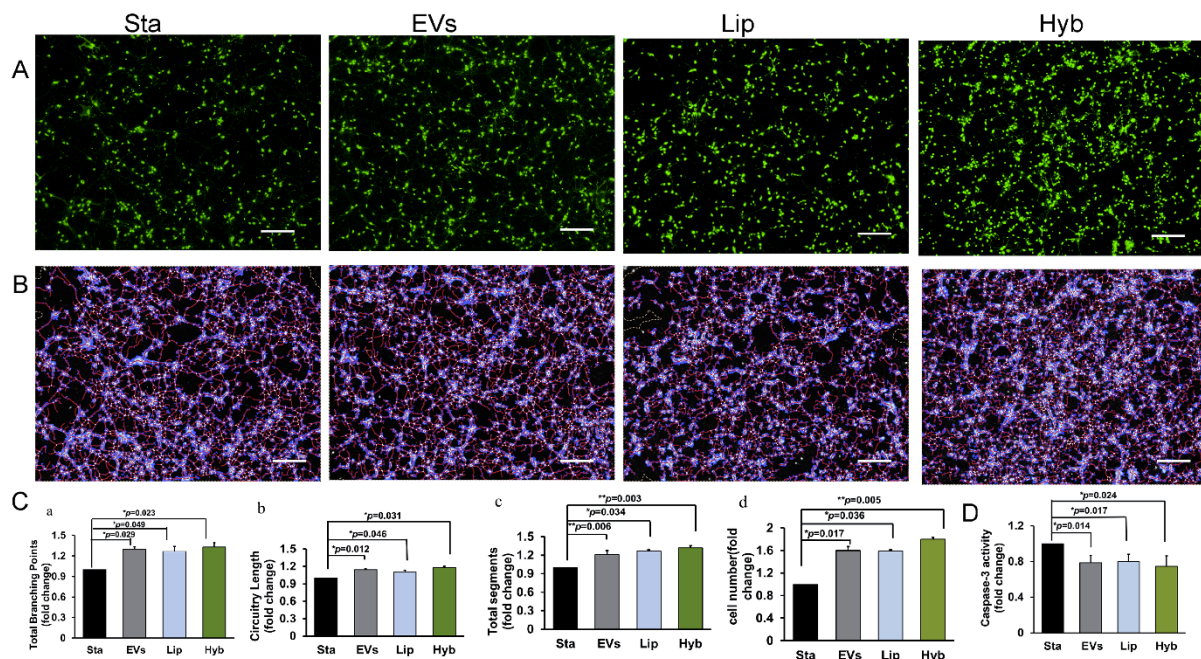 Sta EVs Lip Hyb
A
B
C
a
*p=0.023
*p=0.049
*p=0.029
Total Branching Points
(fold change)
1.5
1.2
0.9
0.6
0.3
0
Sta EVs Lip Hyb
b
*p=0.031
*p=0.046
*p=0.012
Circuitry Length
(fold change)
1.5
1.2
0.9
0.6
0.3
0
Sta EVs Lip Hyb
c
**p=0.003
*p=0.034
**p=0.006
Total segments
(fold change)
1.5
1.2
0.9
0.6
0.3
0
Sta EVs Lip Hyb
d
**p=0.005
*p=0.036
*p=0.017
cell number(fold
change)
2
1.6
1.2
0.8
0.4
0
Sta EVs Lip Hyb
D
*p=0.024
*p=0.017
*p=0.014
Caspase-3 activity
(fold change)
1.2
0.8
0.4
0
Sta EVs Lip Hyb